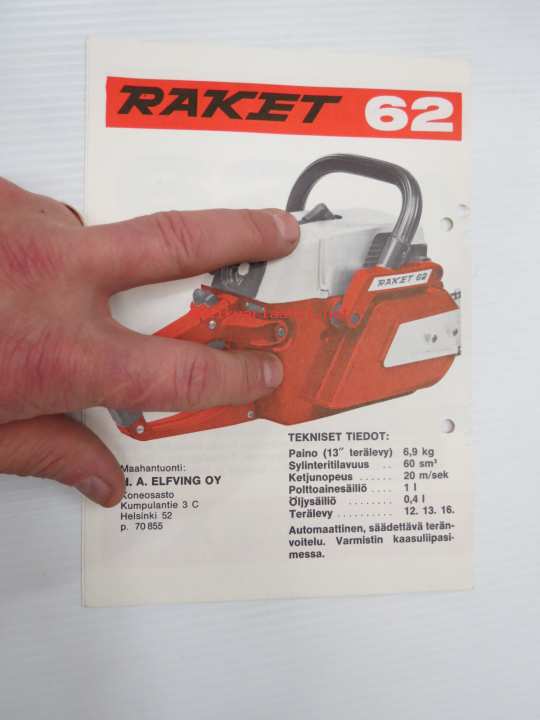 RAKET 62
RAKET 62
TEKNISET TIEDOT:
Paino (13″ terälevy) 6,9 kg
Sylinteritilavuus .. 60 sm³
Ketjunopeus ...... 20 m/sek
Polttoainesäiliö .... 1 l
Öljysäiliö ........ 0,4 l
Terälevy .......... 12. 13. 16.
Automaattinen, säädettävä terän-
voitelu. Varmistin kaasuliipasi-
messa.
Maahantuonti:
H. A. ELFVING OY
Koneosasto
Kumpulantie 3 C
Helsinki 52
p. 70 855